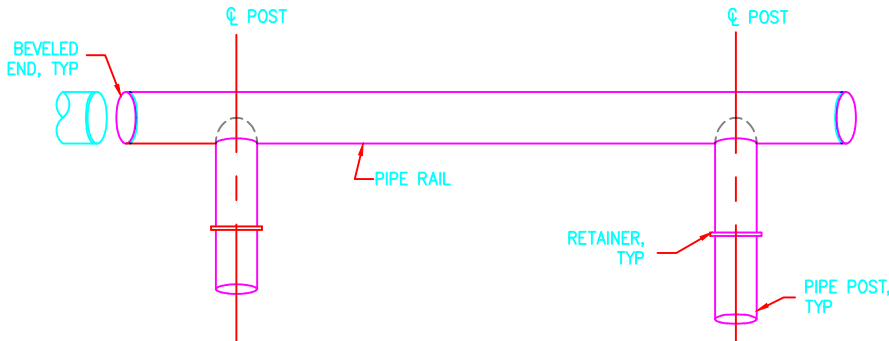 ℄ POST
℄ POST
BEVELED
END, TYP
PIPE RAIL
RETAINER,
TYP
PIPE POST,
TYP